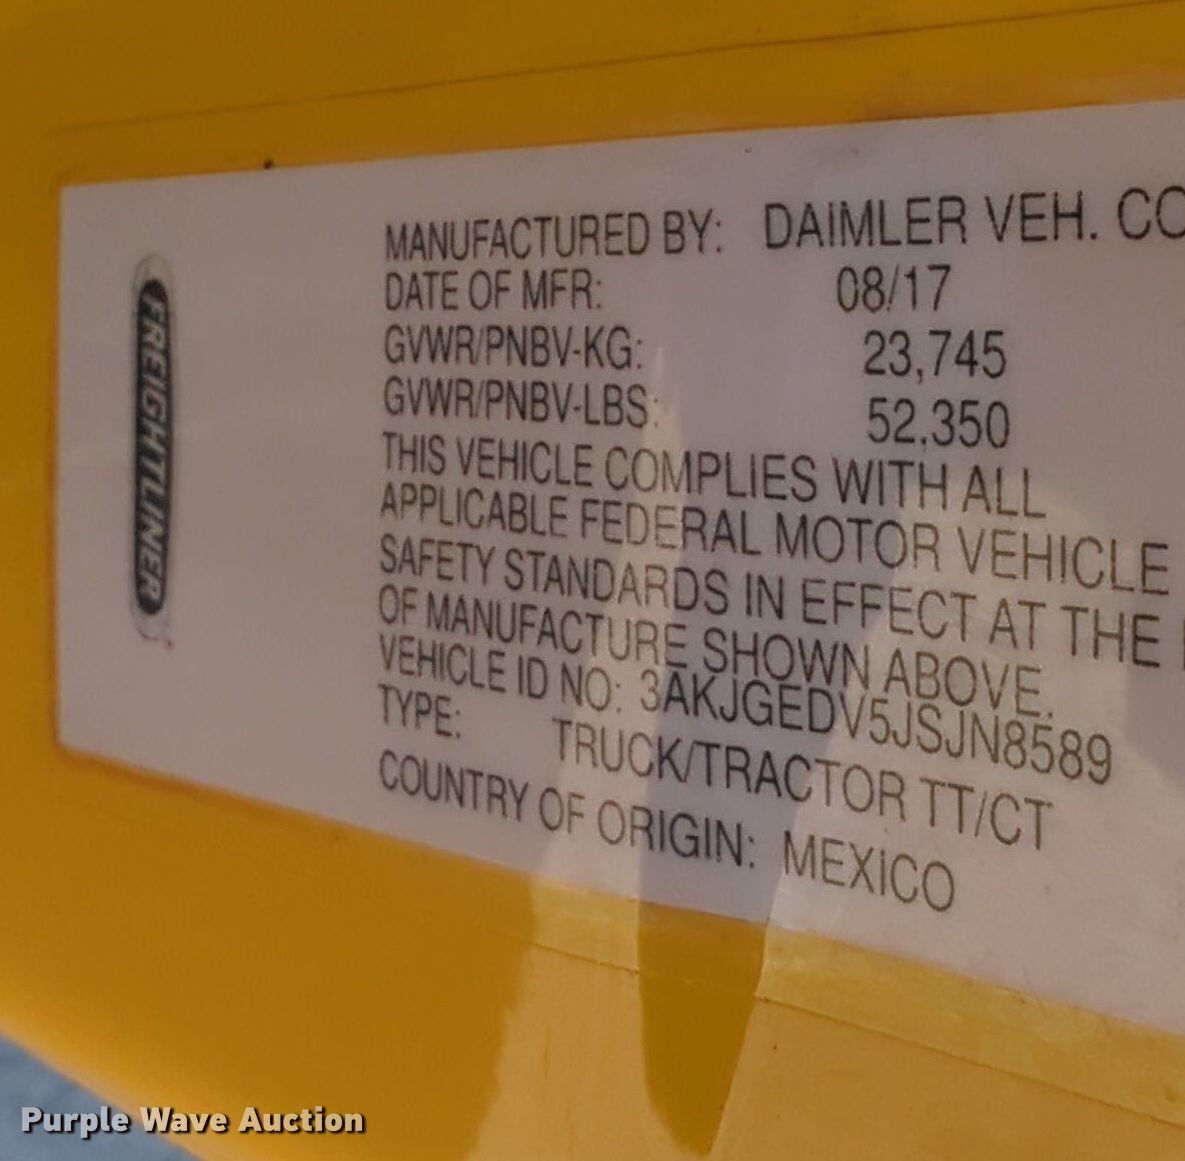 FREIGHTLINER
MANUFACTURED BY: DAIMLER VEH. CO
DATE OF MFR: 08/17
GVWR/PNBV-KG: 23,745
GVWR/PNBV-LBS: 52,350
THIS VEHICLE COMPLIES WITH ALL
APPLICABLE FEDERAL MOTOR VEHICLE
SAFETY STANDARDS IN EFFECT AT THE
OF MANUFACTURE SHOWN ABOVE.
VEHICLE ID NO: 3AKJGEDV5JSJN8589
TYPE: TRUCK/TRACTOR TT/CT
COUNTRY OF ORIGIN: MEXICO
Purple Wave Auction